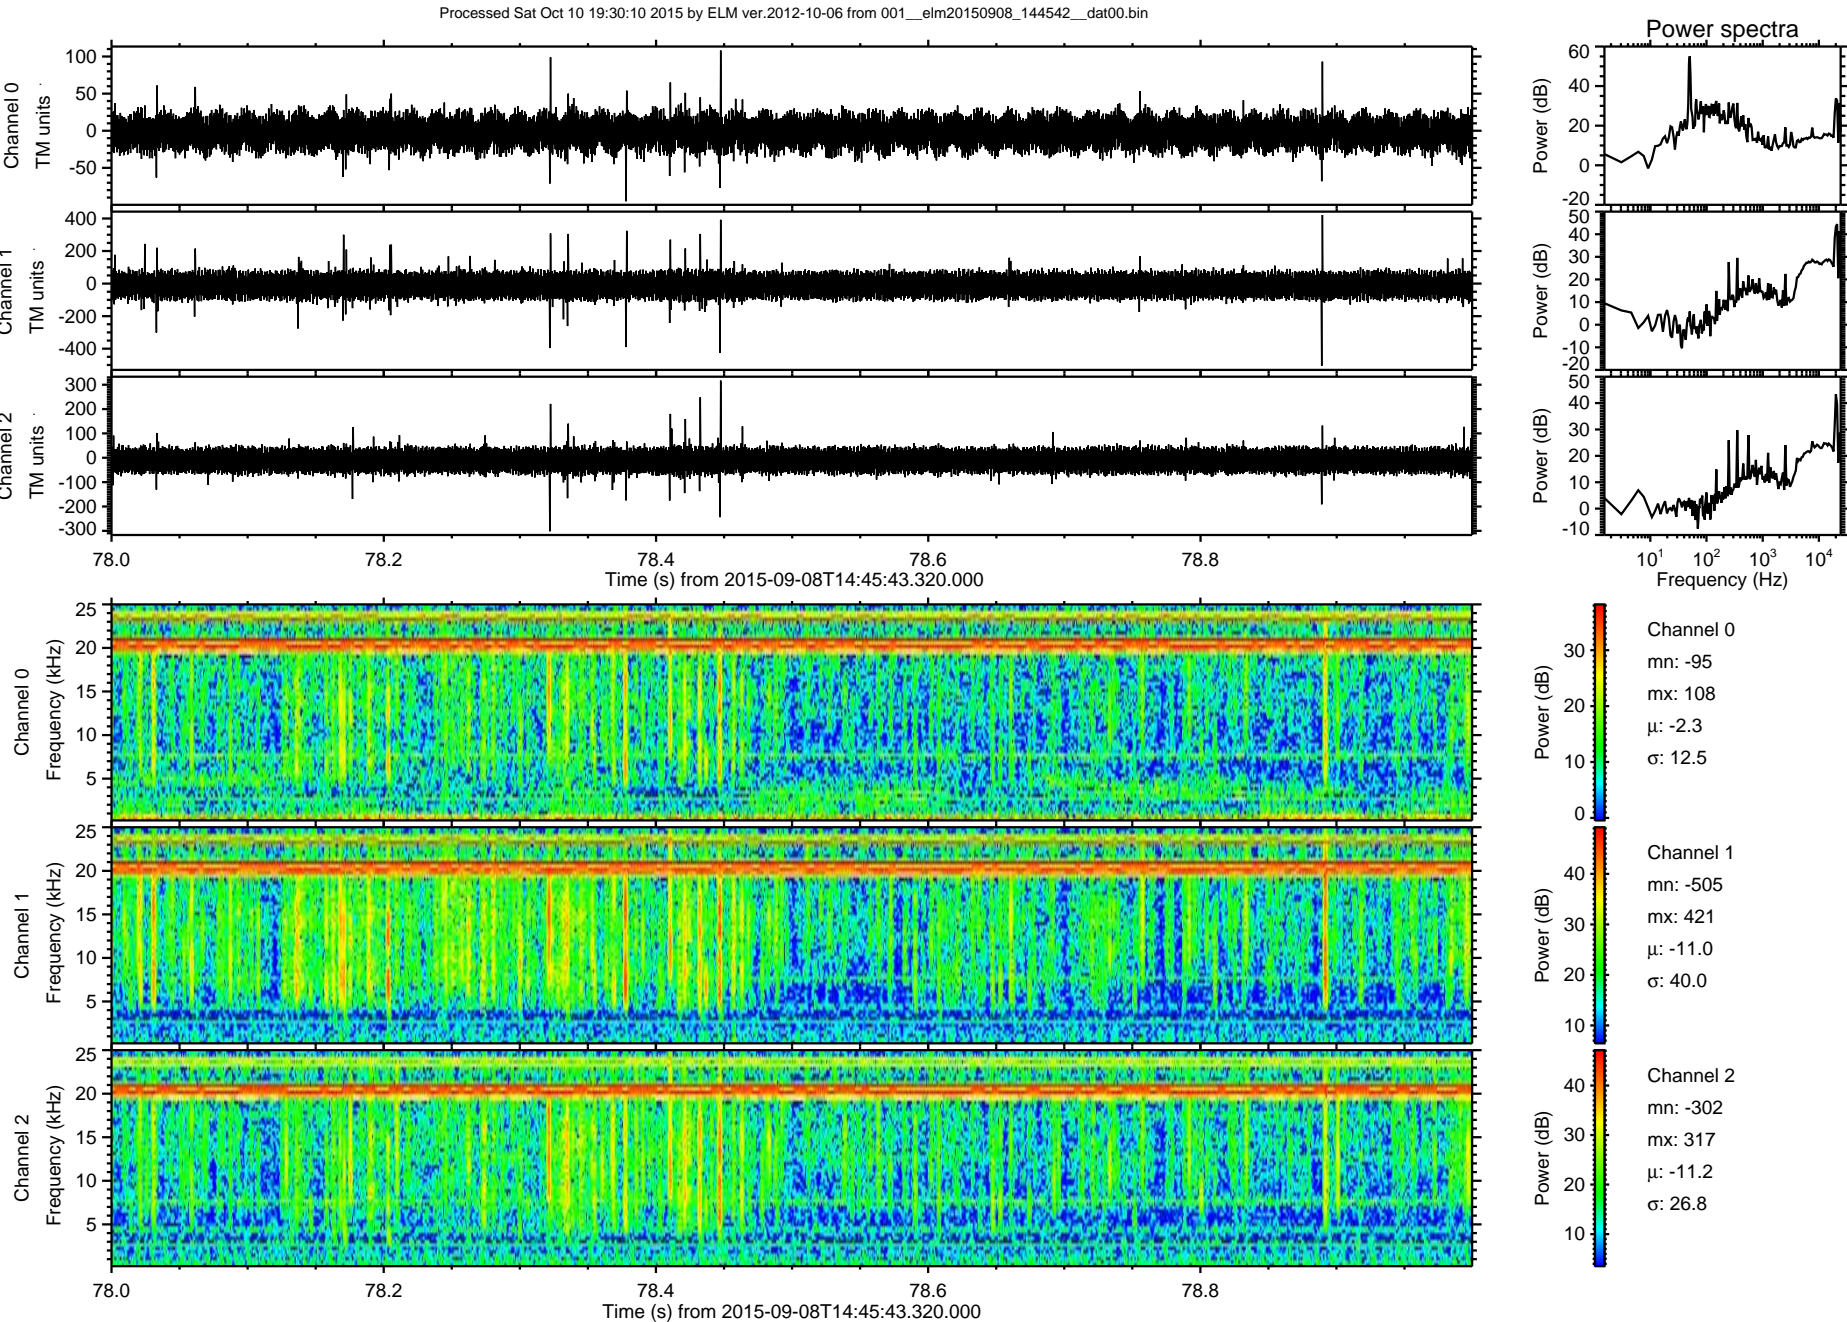 Processed Sat Oct 10 19:30:10 2015 by ELM ver.2012-10-06 from 001__elm20150908_144542__dat00.bin
Power spectra
Channel 0
TM units
100
50
0
-50
Power (dB)
60
40
20
0
-20
Channel 1
TM units
400
200
0
-200
-400
Power (dB)
50
40
30
20
10
0
-10
-20
Channel 2
TM units
300
200
100
0
-100
-200
-300
Power (dB)
50
40
30
20
10
0
-10
78.0 78.2 78.4 78.6 78.8
Time (s) from 2015-09-08T14:45:43.320.000
10¹ 10² 10³ 10⁴
Frequency (Hz)
Channel 0
Frequency (kHz)
25
20
15
10
5
Power (dB)
30
20
10
0
Channel 0
mn: -95
mx: 108
μ: -2.3
σ: 12.5
Channel 1
Frequency (kHz)
25
20
15
10
5
Power (dB)
40
30
20
10
Channel 1
mn: -505
mx: 421
μ: -11.0
σ: 40.0
Channel 2
Frequency (kHz)
25
20
15
10
5
Power (dB)
40
30
20
10
Channel 2
mn: -302
mx: 317
μ: -11.2
σ: 26.8
78.0 78.2 78.4 78.6 78.8
Time (s) from 2015-09-08T14:45:43.320.000